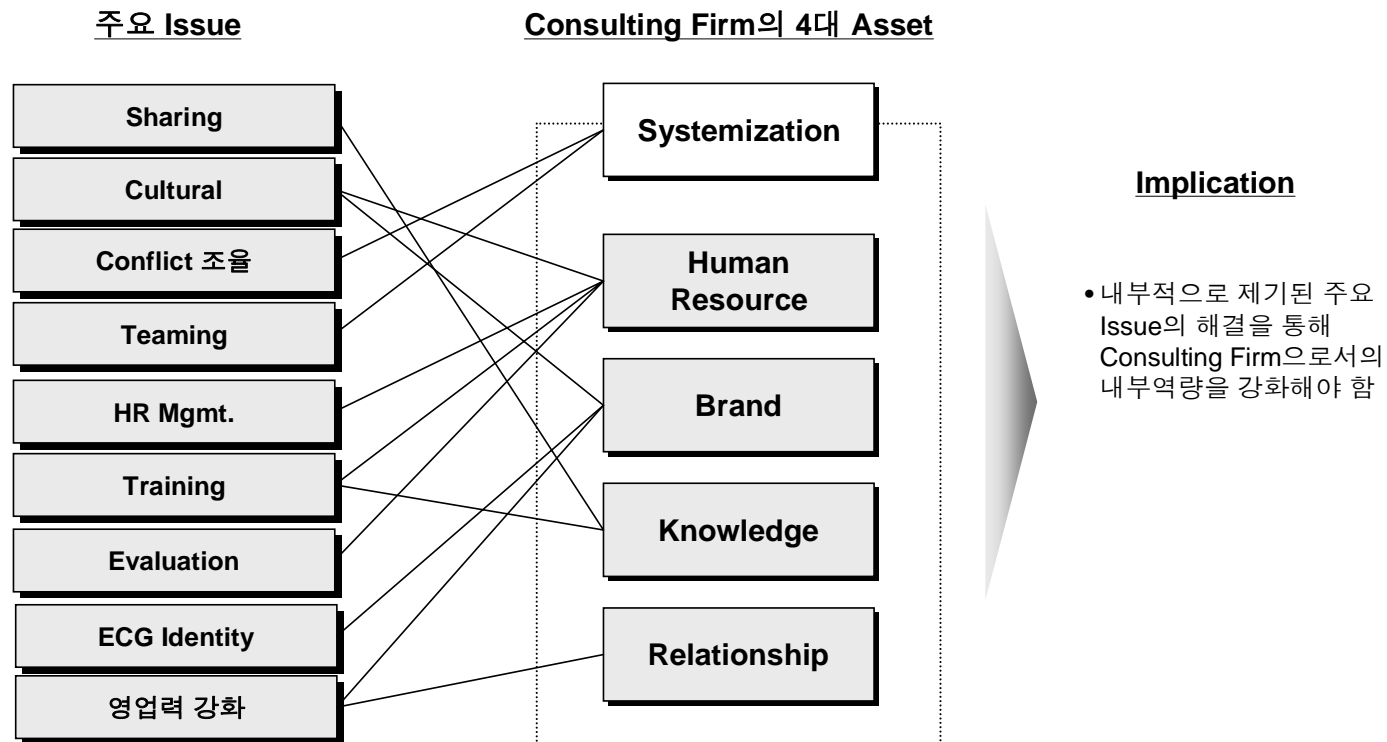 주요 Issue
Consulting Firm의 4대 Asset
Sharing
Cultural
Conflict 조율
Teaming
HR Mgmt.
Training
Evaluation
ECG Identity
영업력 강화
Systemization
Human
Resource
Brand
Knowledge
Relationship
Implication
• 내부적으로 제기된 주요
Issue의 해결을 통해
Consulting Firm으로서의
내부역량을 강화해야 함